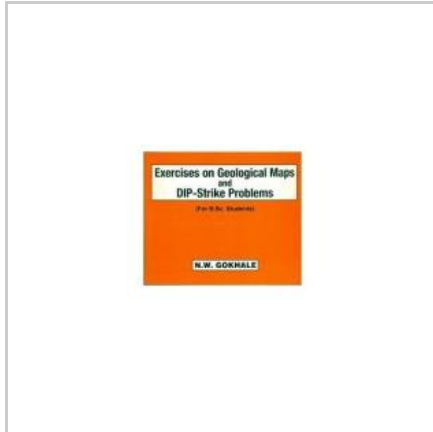 Exercises on Geological Maps
and
DIP-Strike Problems
(For B.Sc. Students)
N.W. GOKHALE